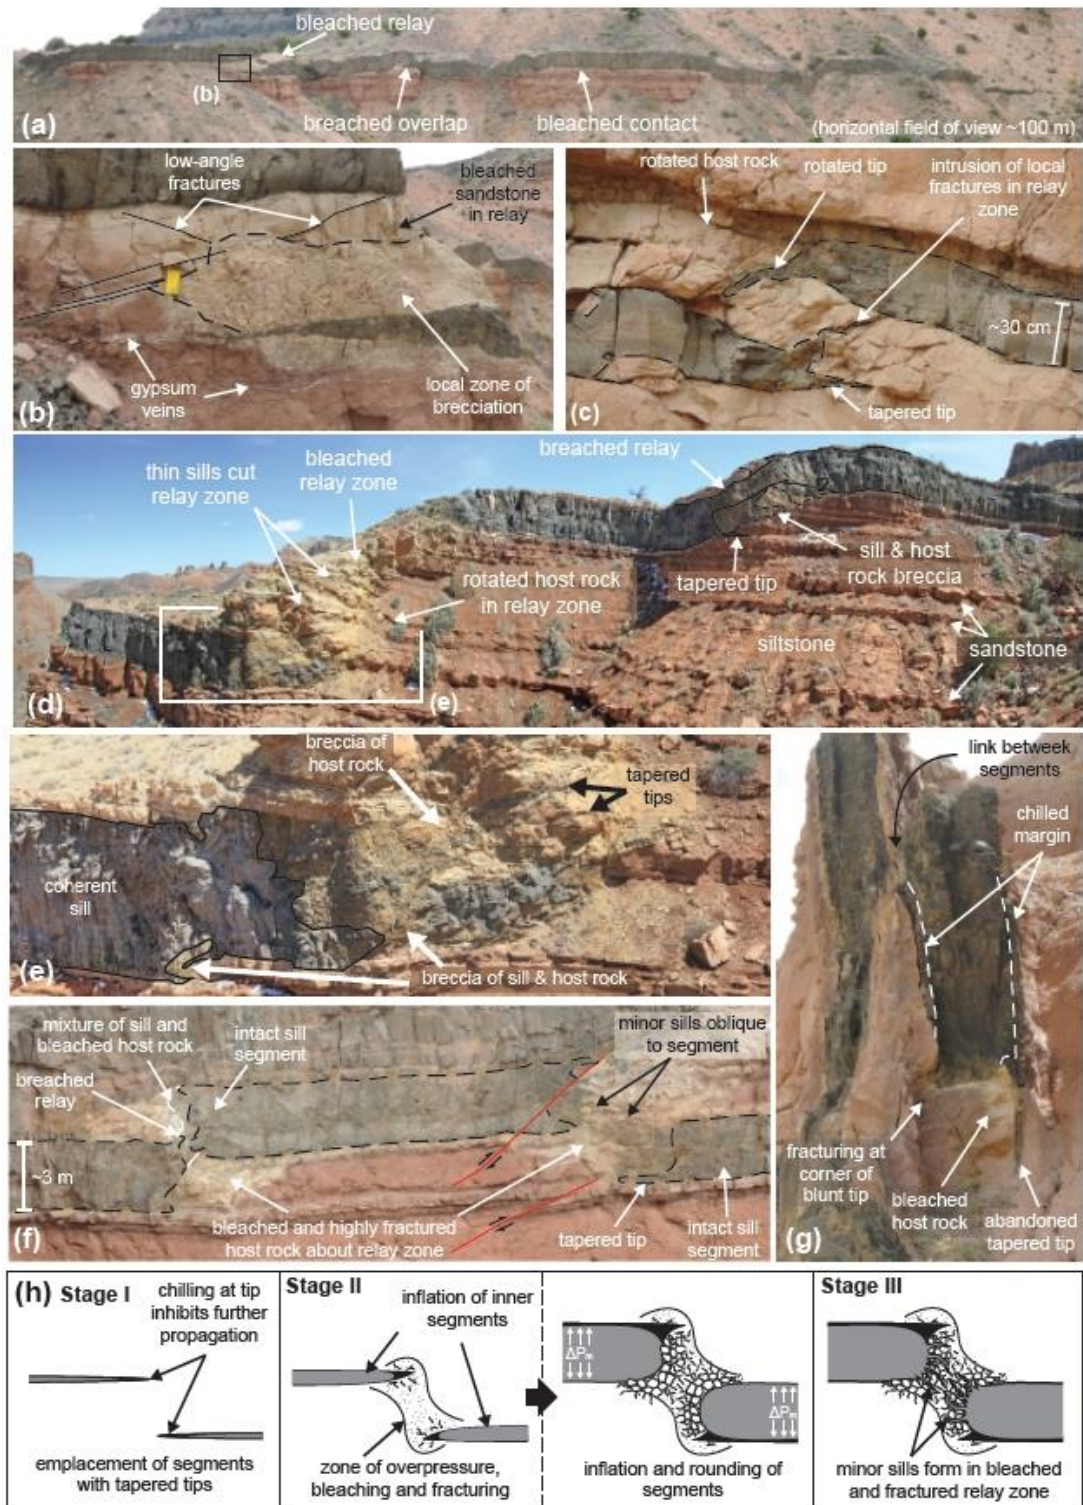 bleached relay
(b)
breached overlap
bleached contact
(a)
(horizontal field of view ~100 m)
low-angle
fractures
bleached
sandstone
in relay
gypsum
veins
local zone of
brecciation
(b)
rotated host rock
rotated tip
intrusion of local
fractures in relay
zone
~30 cm
tapered tip
(c)
thin sills cut
relay zone
bleached
relay zone
breached relay
rotated host rock
in relay zone
tapered tip
sill & host
rock breccia
siltstone
sandstone
(d)
(e)
breccia of
host rock
tapered
tips
coherent
sill
breccia of sill & host rock
(e)
mixture of sill and
bleached host rock
intact sill
segment
minor sills oblique
to segment
breached
relay
~3 m
bleached and highly fractured
host rock about relay zone
tapered tip
intact sill
segment
(f)
link betweek
segments
chilled
margin
fracturing at
corner of
blunt tip
bleached
host rock
abandoned
tapered tip
(g)
(h) Stage I
chilling at tip
inhibits further
propagation
emplacement of segments
with tapered tips
Stage II
inflation of inner
segments
zone of overpressure,
bleaching and fracturing
ΔPm
ΔPm
inflation and rounding of
segments
Stage III
minor sills form in bleached
and fractured relay zone